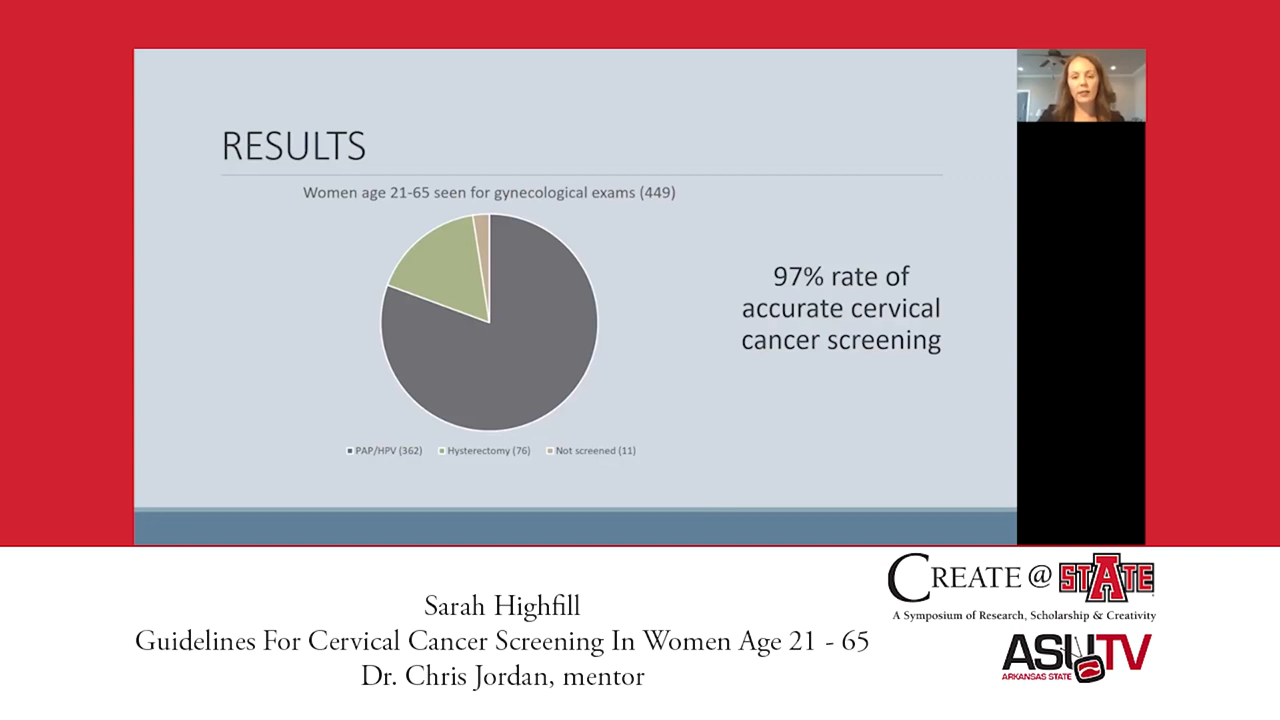 RESULTS
Women age 21-65 seen for gynecological exams (449)
97% rate of
accurate cervical
cancer screening
PAP/HPV (362) Hysterectomy (76) Not screened (11)
Sarah Highfill
Guidelines For Cervical Cancer Screening In Women Age 21 - 65
Dr. Chris Jordan, mentor
CREATE @ STATE
A Symposium of Research, Scholarship & Creativity
ASUTV
ARKANSAS STATE